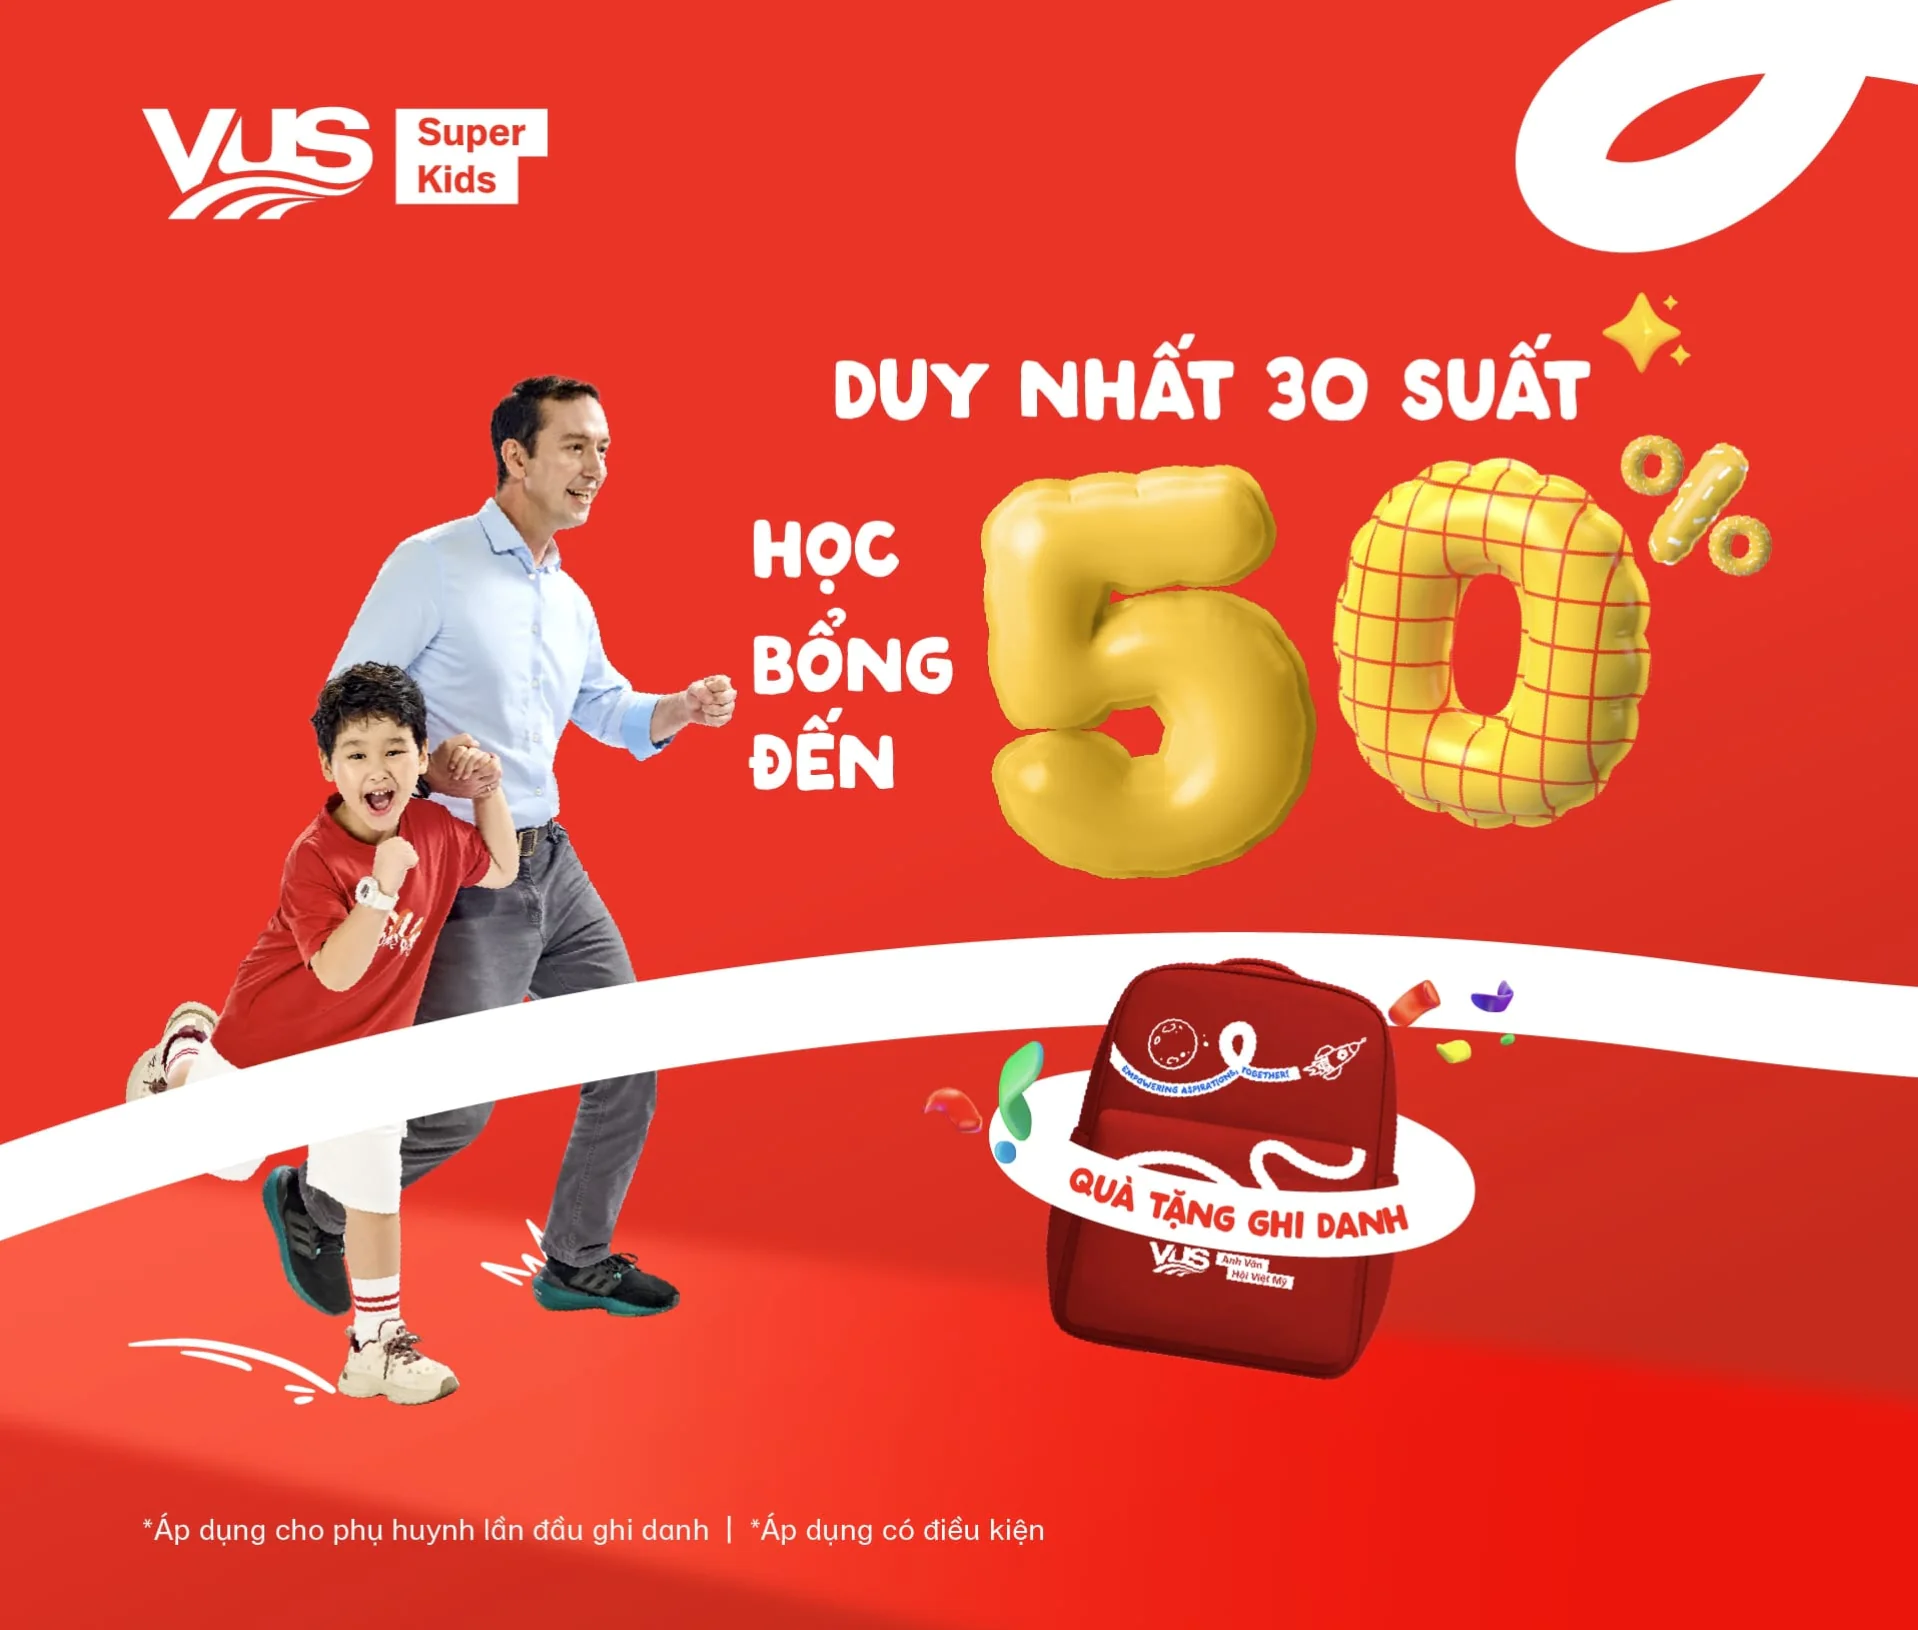 VUS
Super
Kids
DUY NHẤT 30 SUẤT
HỌC
BỔNG
ĐẾN
50%
EMPOWERING ASPIRATIONS, TOGETHER!
QUÀ TẶNG GHI DANH
VUS
Anh Văn
Hội Việt Mỹ
*Áp dụng cho phụ huynh lần đầu ghi danh | *Áp dụng có điều kiện